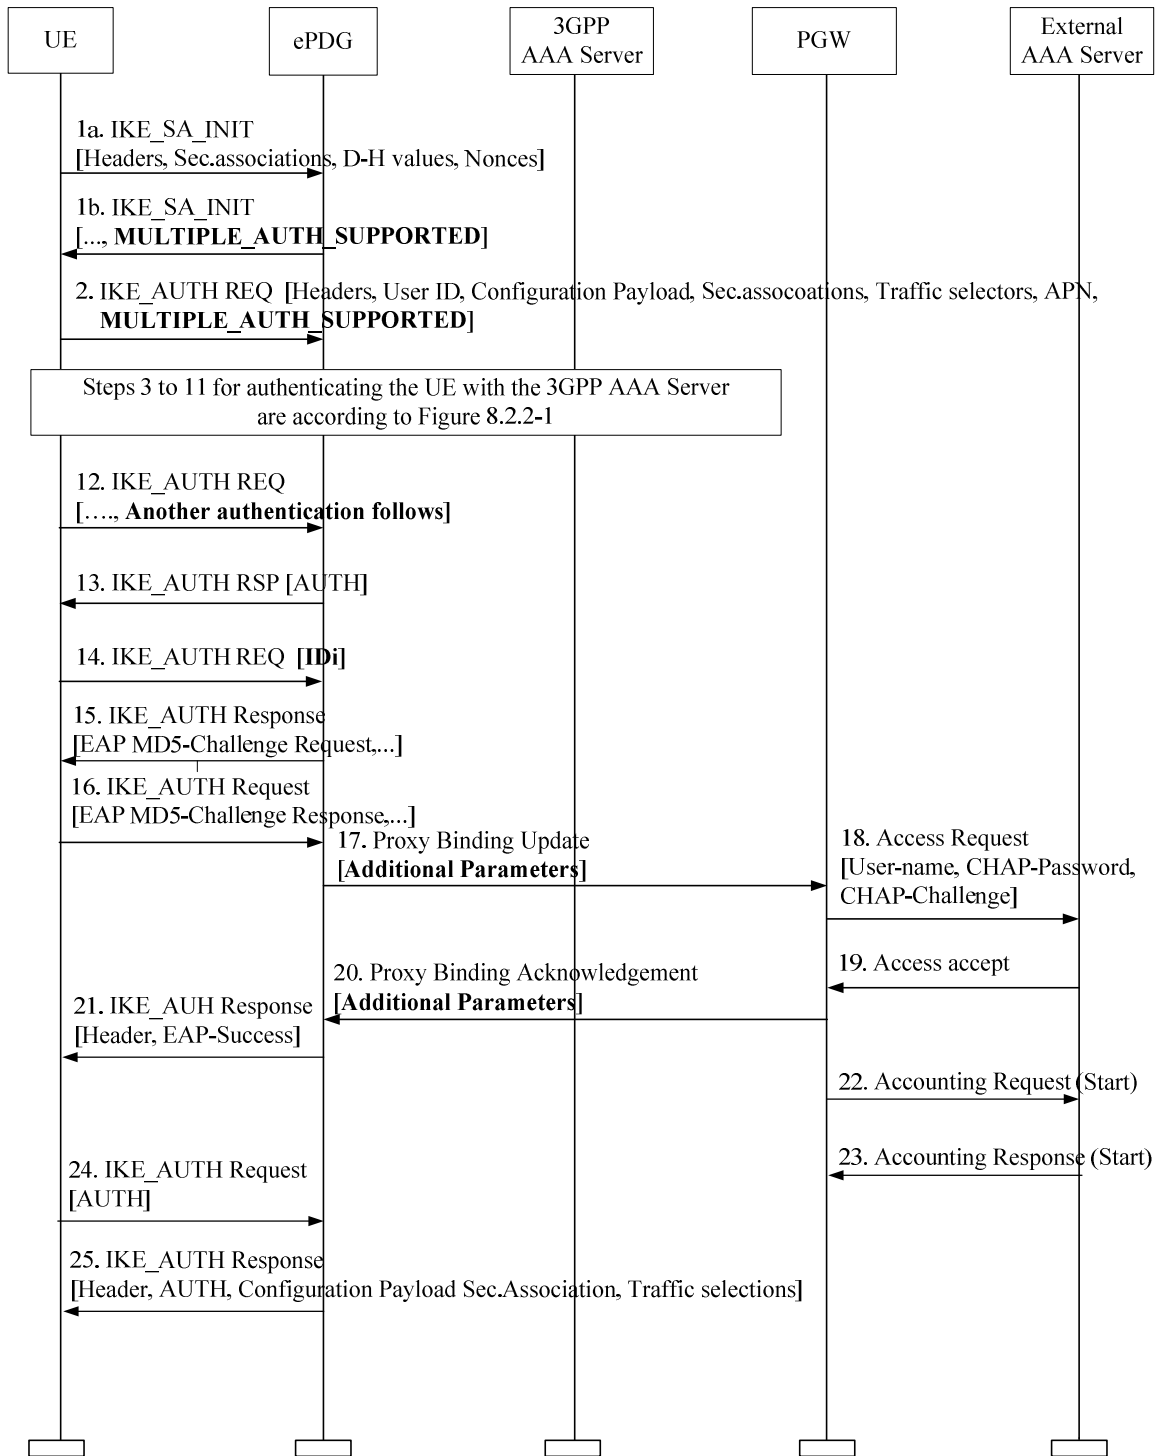 UE
ePDG
3GPP
AAA Server
PGW
External
AAA Server
1a. IKE_SA_INIT
[Headers, Sec.associations, D-H values, Nonces]
1b. IKE_SA_INIT
[..., MULTIPLE_AUTH_SUPPORTED]
2. IKE_AUTH REQ [Headers, User ID, Configuration Payload, Sec.assocoations, Traffic selectors, APN,
MULTIPLE_AUTH_SUPPORTED]
Steps 3 to 11 for authenticating the UE with the 3GPP AAA Server
are according to Figure 8.2.2-1
12. IKE_AUTH REQ
[…., Another authentication follows]
13. IKE_AUTH RSP [AUTH]
14. IKE_AUTH REQ [IDi]
15. IKE_AUTH Response
[EAP MD5-Challenge Request,...]
16. IKE_AUTH Request
[EAP MD5-Challenge Response,...]
17. Proxy Binding Update
[Additional Parameters]
18. Access Request
[User-name, CHAP-Password,
CHAP-Challenge]
19. Access accept
20. Proxy Binding Acknowledgement
[Additional Parameters]
21. IKE_AUH Response
[Header, EAP-Success]
22. Accounting Request (Start)
23. Accounting Response (Start)
24. IKE_AUTH Request
[AUTH]
25. IKE_AUTH Response
[Header, AUTH, Configuration Payload Sec.Association, Traffic selections]